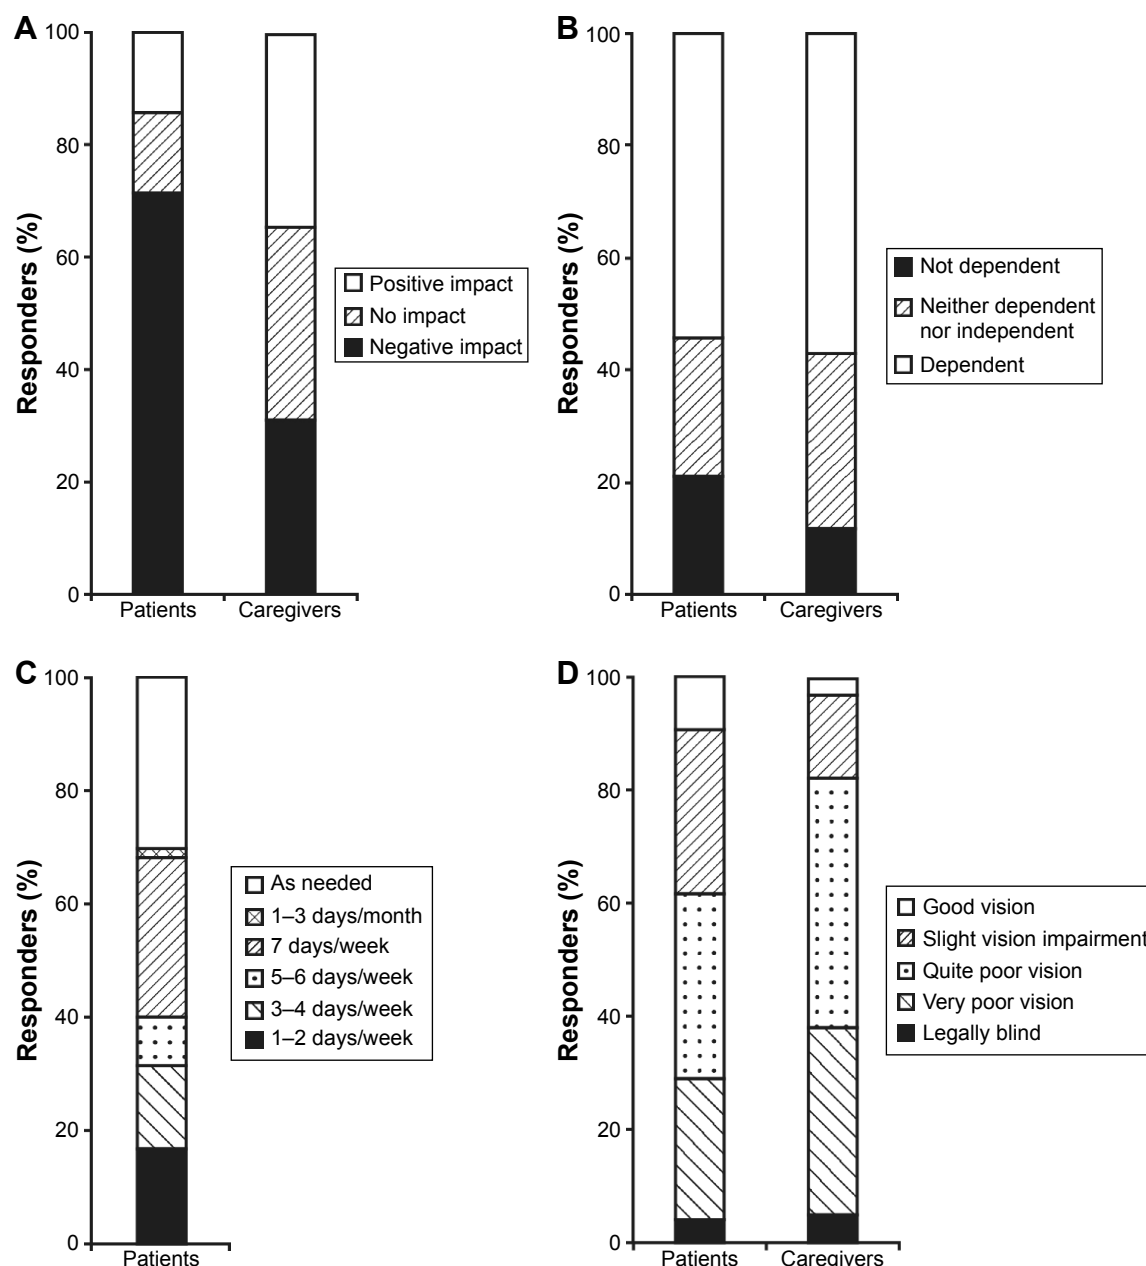 A
100
80
60
40
20
0
Responders (%)
Patients
Caregivers
Positive impact
No impact
Negative impact
B
100
80
60
40
20
0
Responders (%)
Patients
Caregivers
Not dependent
Neither dependent
nor independent
Dependent
C
100
80
60
40
20
0
Responders (%)
Patients
As needed
1–3 days/month
7 days/week
5–6 days/week
3–4 days/week
1–2 days/week
D
100
80
60
40
20
0
Responders (%)
Patients
Caregivers
Good vision
Slight vision impairment
Quite poor vision
Very poor vision
Legally blind